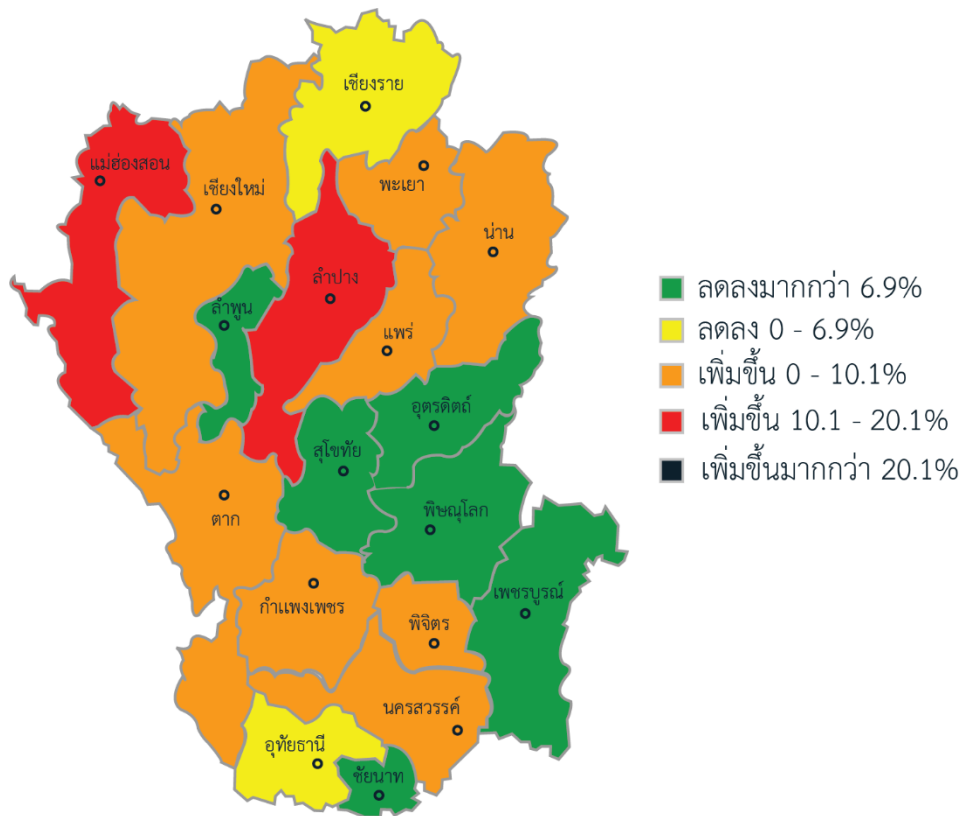 เชียงราย
แม่ฮ่องสอน
เชียงใหม่
พะเยา
น่าน
ลำปาง
ลำพูน
แพร่
อุตรดิตถ์
สุโขทัย
ตาก
พิษณุโลก
เพชรบูรณ์
กำแพงเพชร
พิจิตร
นครสวรรค์
อุทัยธานี
ชัยนาท
ลดลงมากกว่า 6.9%
ลดลง 0 - 6.9%
เพิ่มขึ้น 0 - 10.1%
เพิ่มขึ้น 10.1 - 20.1%
เพิ่มขึ้นมากกว่า 20.1%